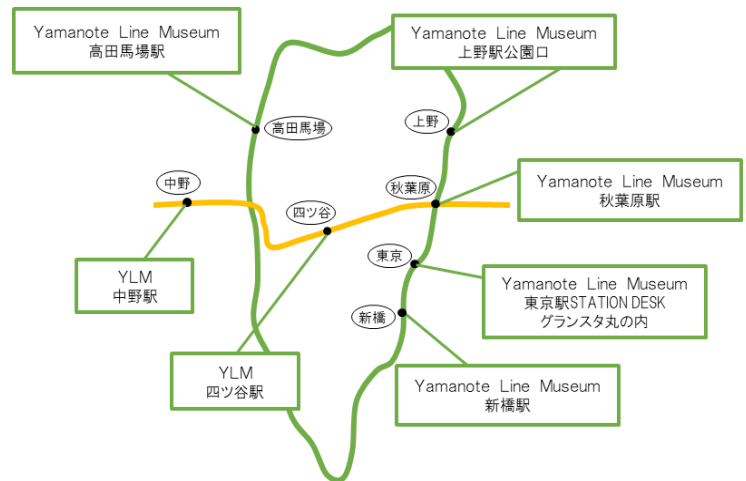 Yamanote Line Museum
高田馬場駅
Yamanote Line Museum
上野駅公園口
高田馬場
上野
中野
秋葉原
Yamanote Line Museum
秋葉原駅
四ツ谷
東京
YLM
中野駅
Yamanote Line Museum
東京駅STATION DESK
グランスタ丸の内
新橋
YLM
四ツ谷駅
Yamanote Line Museum
新橋駅